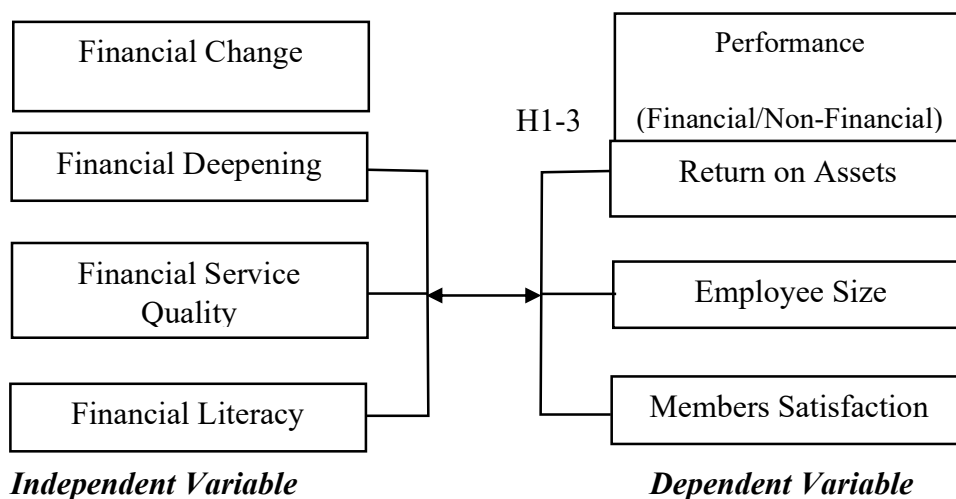 Financial Change
Financial Deepening
Financial Service
Quality
Financial Literacy
Independent Variable
H1-3
Performance
(Financial/Non-Financial)
Return on Assets
Employee Size
Members Satisfaction
Dependent Variable